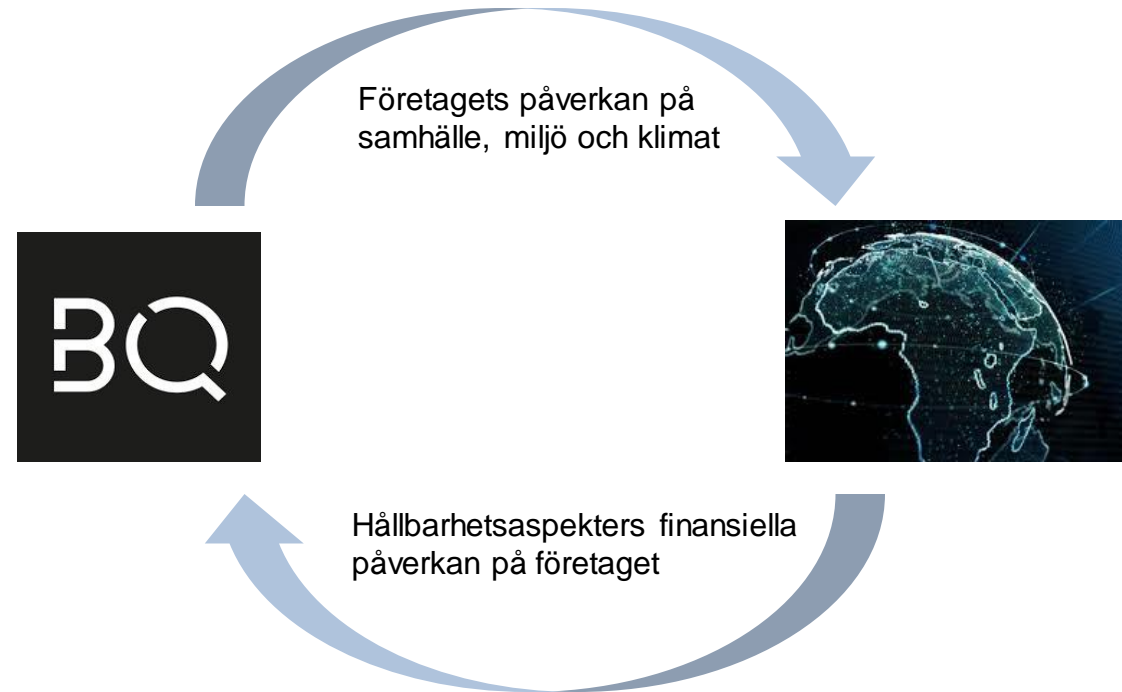 Företagets påverkan på
samhälle, miljö och klimat
BQ
Hållbarhetsaspekters finansiella
påverkan på företaget